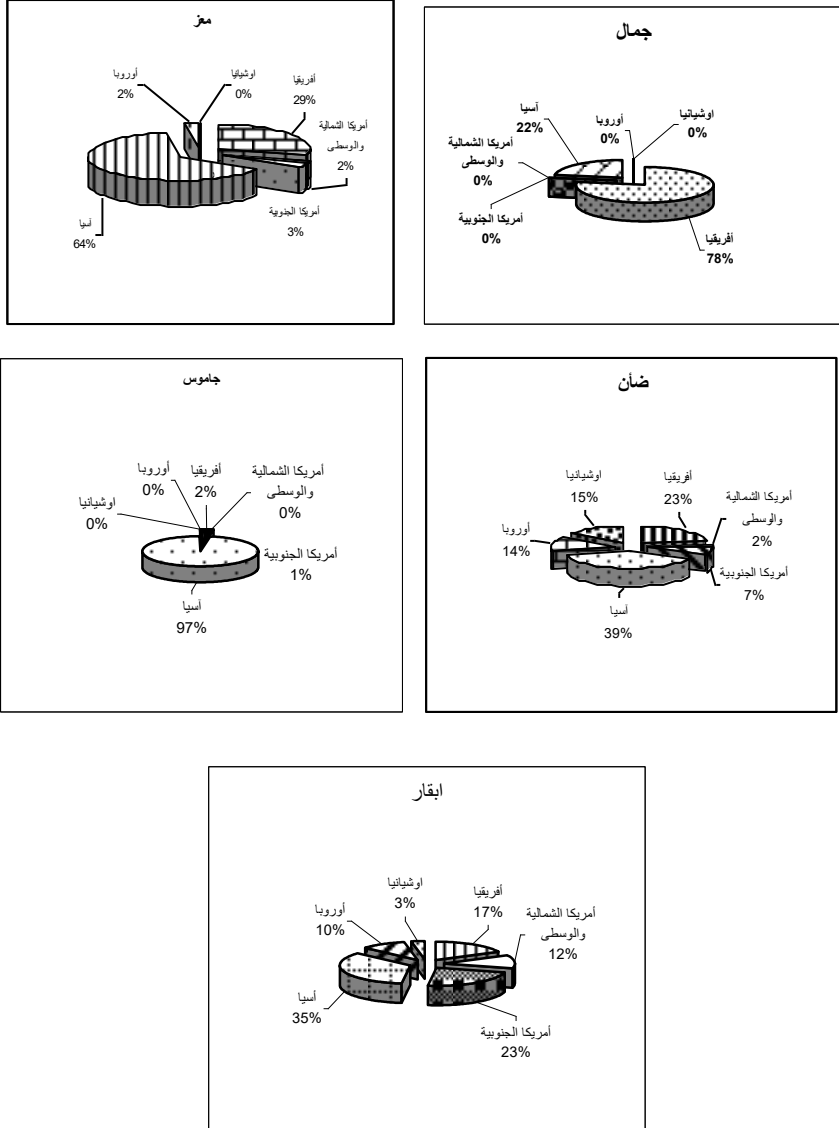 معز
أوروبا
2%
اوشيانيا
0%
أفريقيا
29%
أمريكا الشمالية
والوسطى
2%
أمريكا الجنوبية
3%
آسيا
64%
جمال
آسيا
22%
أوروبا
0%
اوشيانيا
0%
أمريكا الشمالية
والوسطى
0%
أمريكا الجنوبية
0%
أفريقيا
78%
جاموس
اوشيانيا
0%
أوروبا
0%
أفريقيا
2%
أمريكا الشمالية
والوسطى
0%
أمريكا الجنوبية
1%
آسيا
97%
ضأن
أوروبا
14%
اوشيانيا
15%
أفريقيا
23%
أمريكا الشمالية
والوسطى
2%
أمريكا الجنوبية
7%
آسيا
39%
ابقار
أوروبا
10%
اوشيانيا
3%
أفريقيا
17%
أمريكا الشمالية
والوسطى
12%
أمريكا الجنوبية
23%
آسيا
35%